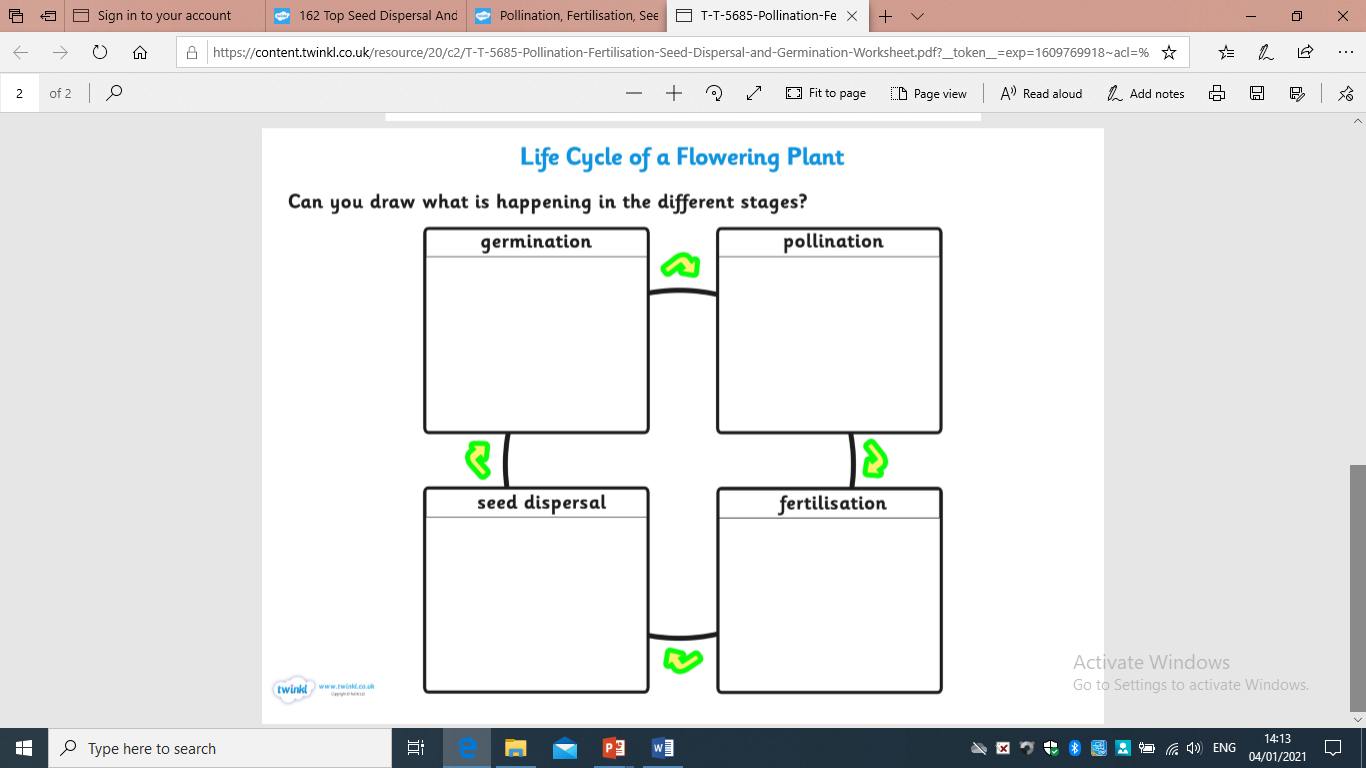 Sign in to your account
162 Top Seed Dispersal And
Pollination, Fertilisation, See
T-T-5685-Pollination-Fe
https://content.twinkl.co.uk/resource/20/c2/T-T-5685-Pollination-Fertilisation-Seed-Dispersal-and-Germination-Worksheet.pdf?__token__=exp=1609769918~acl=%
2 of 2
Fit to page
Page view
Read aloud
Add notes
Life Cycle of a Flowering Plant
Can you draw what is happening in the different stages?
germination
pollination
seed dispersal
fertilisation
twinkl
www.twinkl.co.uk
Activate Windows
Go to Settings to activate Windows.
Type here to search
ENG
14:13
04/01/2021